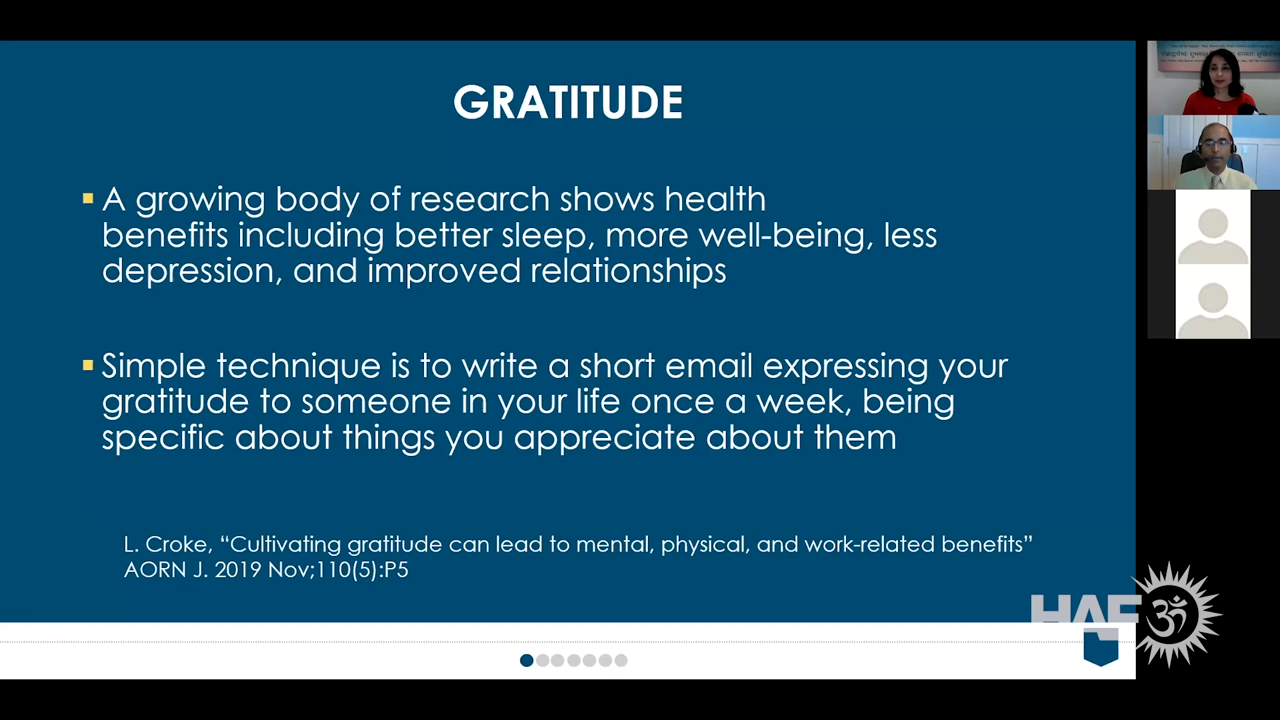 GRATITUDE
A growing body of research shows health
benefits including better sleep, more well-being, less
depression, and improved relationships
Simple technique is to write a short email expressing your
gratitude to someone in your life once a week, being
specific about things you appreciate about them
L. Croke, “Cultivating gratitude can lead to mental, physical, and work-related benefits”
AORN J. 2019 Nov;110(5):P5
HAF ॐ